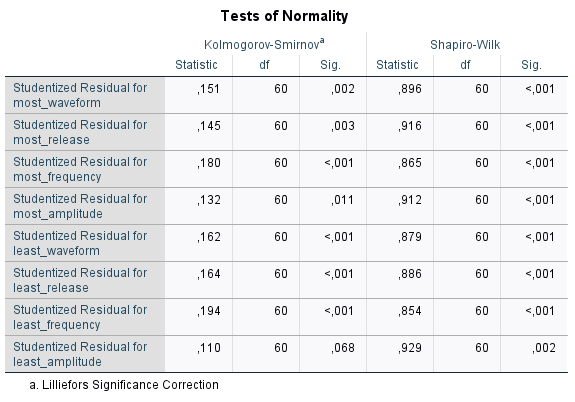 Tests of Normality
Kolmogorov-Smirnovᵃ Shapiro-Wilk
Statistic df Sig. Statistic df Sig.
Studentized Residual for most_waveform ,151 60 ,002 ,896 60 <,001
Studentized Residual for most_release ,145 60 ,003 ,916 60 <,001
Studentized Residual for most_frequency ,180 60 <,001 ,865 60 <,001
Studentized Residual for most_amplitude ,132 60 ,011 ,912 60 <,001
Studentized Residual for least_waveform ,162 60 <,001 ,879 60 <,001
Studentized Residual for least_release ,164 60 <,001 ,886 60 <,001
Studentized Residual for least_frequency ,194 60 <,001 ,854 60 <,001
Studentized Residual for least_amplitude ,110 60 ,068 ,929 60 ,002
a. Lilliefors Significance Correction